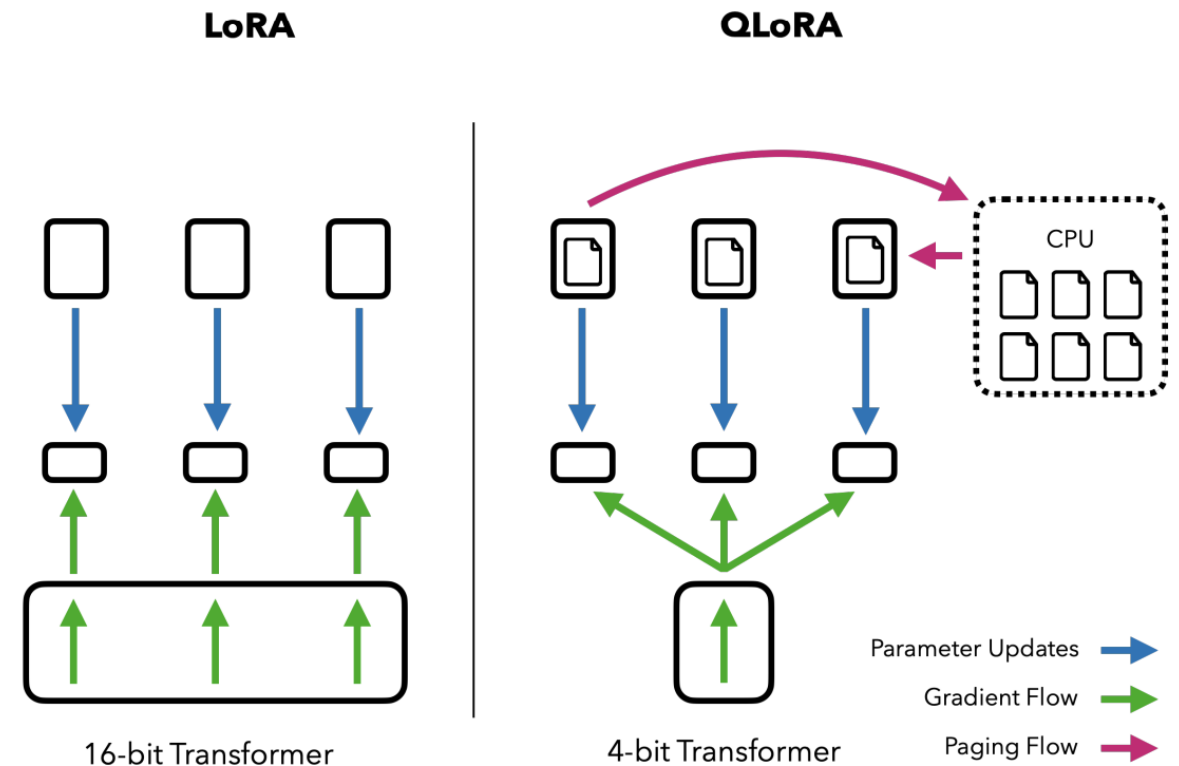 LoRA
QLoRA
CPU
Parameter Updates
Gradient Flow
Paging Flow
16-bit Transformer
4-bit Transformer